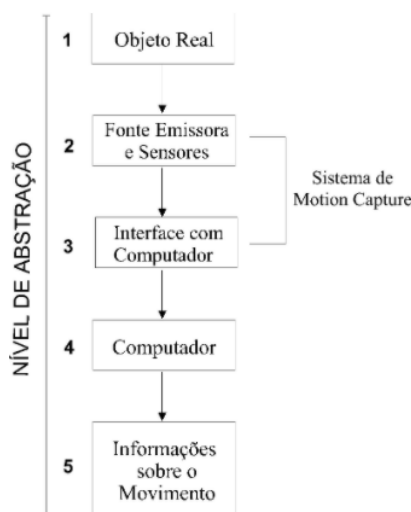 NÍVEL DE ABSTRAÇÃO
1
Objeto Real
2
Fonte Emissora
e Sensores
Sistema de
Motion Capture
3
Interface com
Computador
4
Computador
5
Informações
sobre o
Movimento